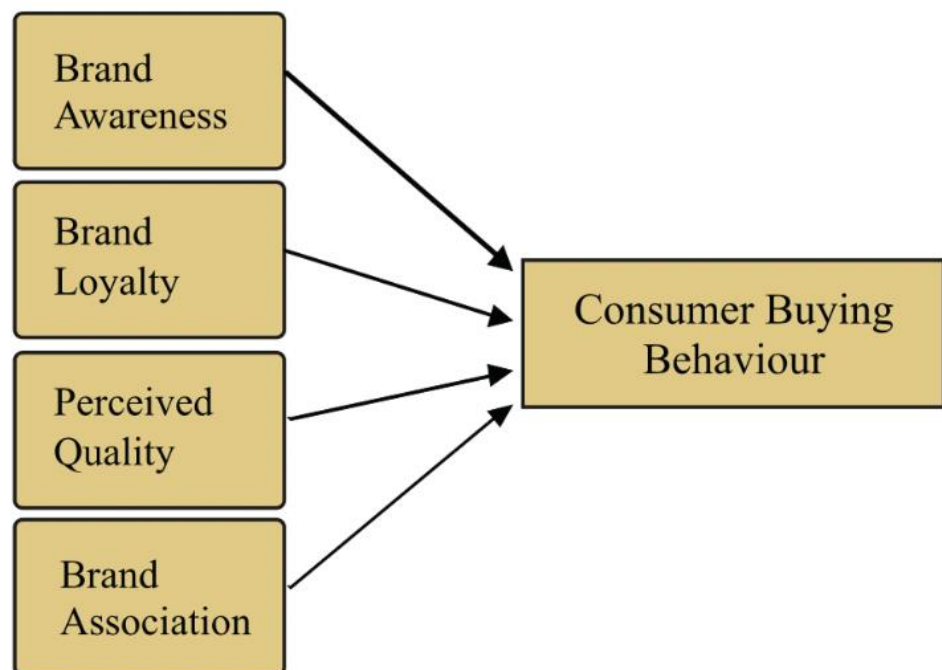 Brand
Awareness
Brand
Loyalty
Perceived
Quality
Brand
Association
Consumer Buying
Behaviour